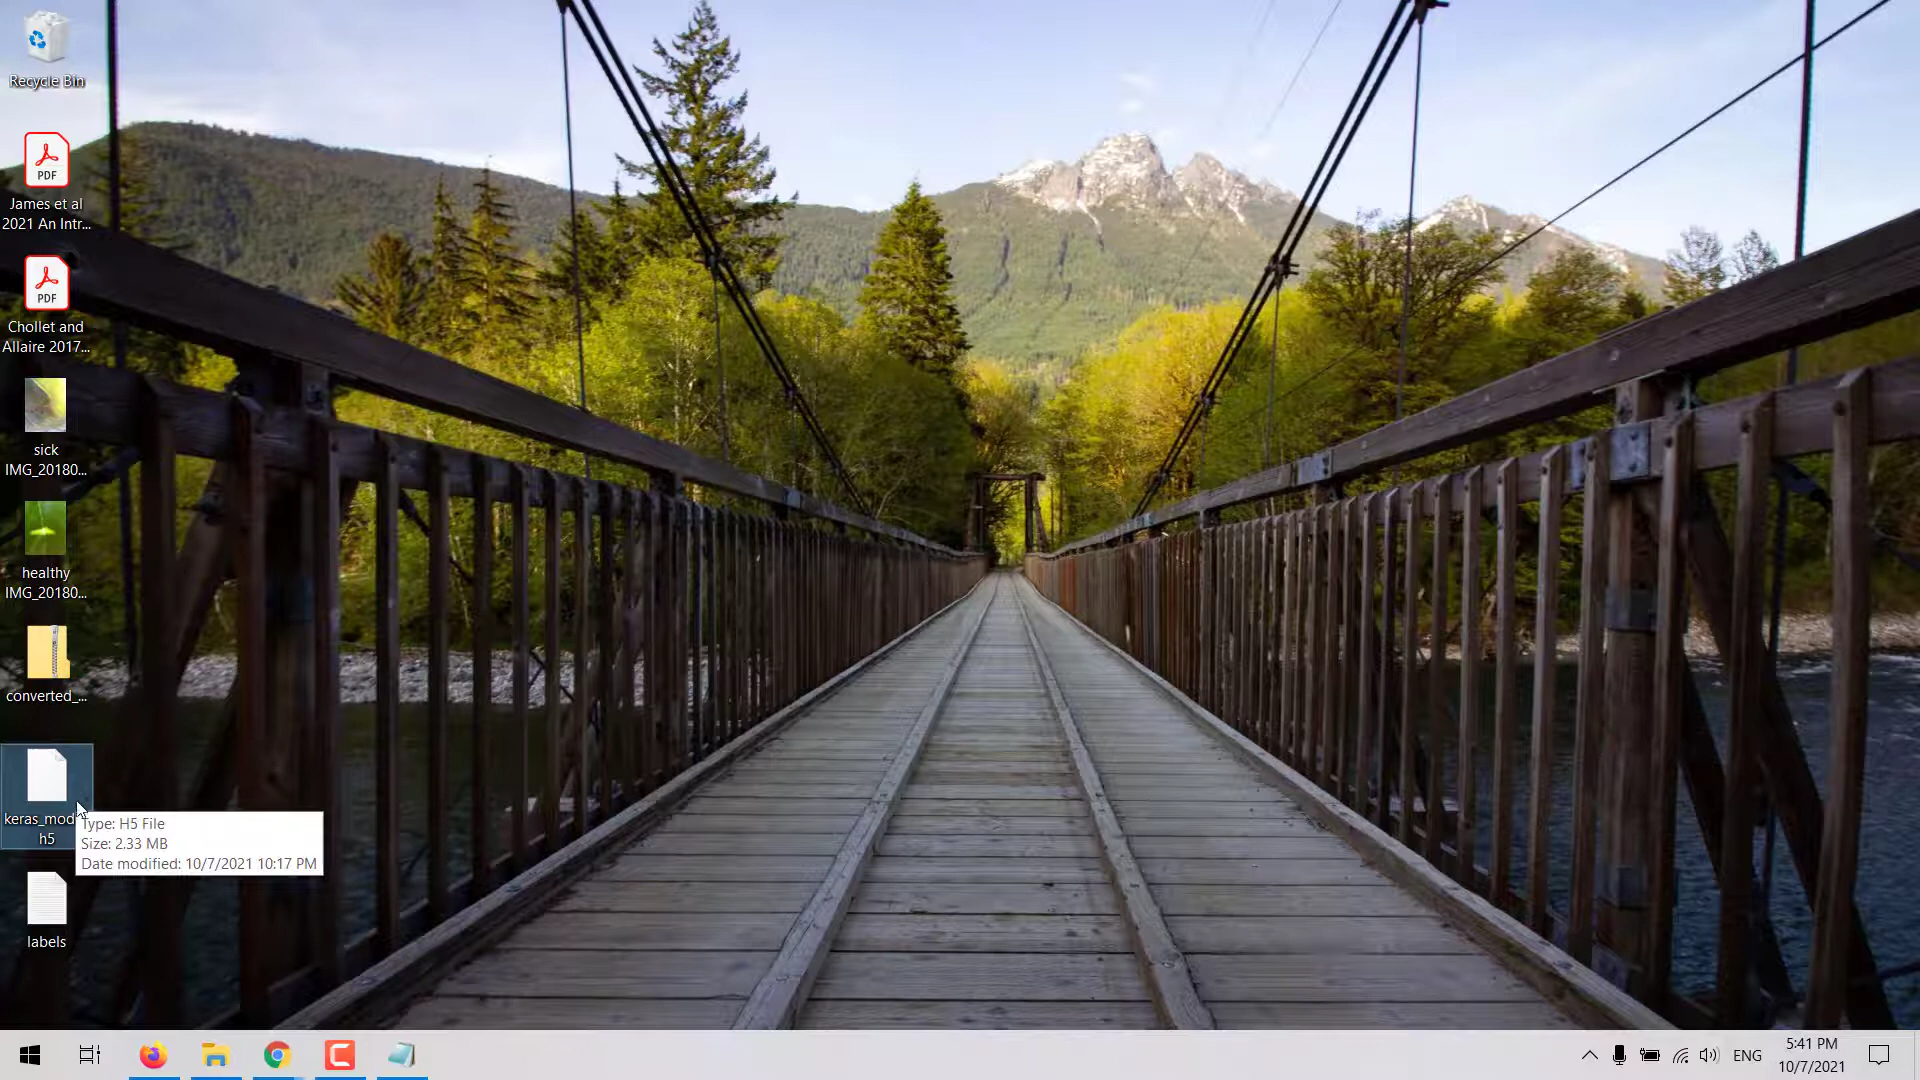 Recycle Bin
PDF
James et al
2021 An Intr...
PDF
Chollet and
Allaire 2017...
sick
IMG_20180...
healthy
IMG_20180...
converted_...
keras_mod
h5
Type: H5 File
Size: 2.33 MB
Date modified: 10/7/2021 10:17 PM
labels
ENG
5:41 PM
10/7/2021